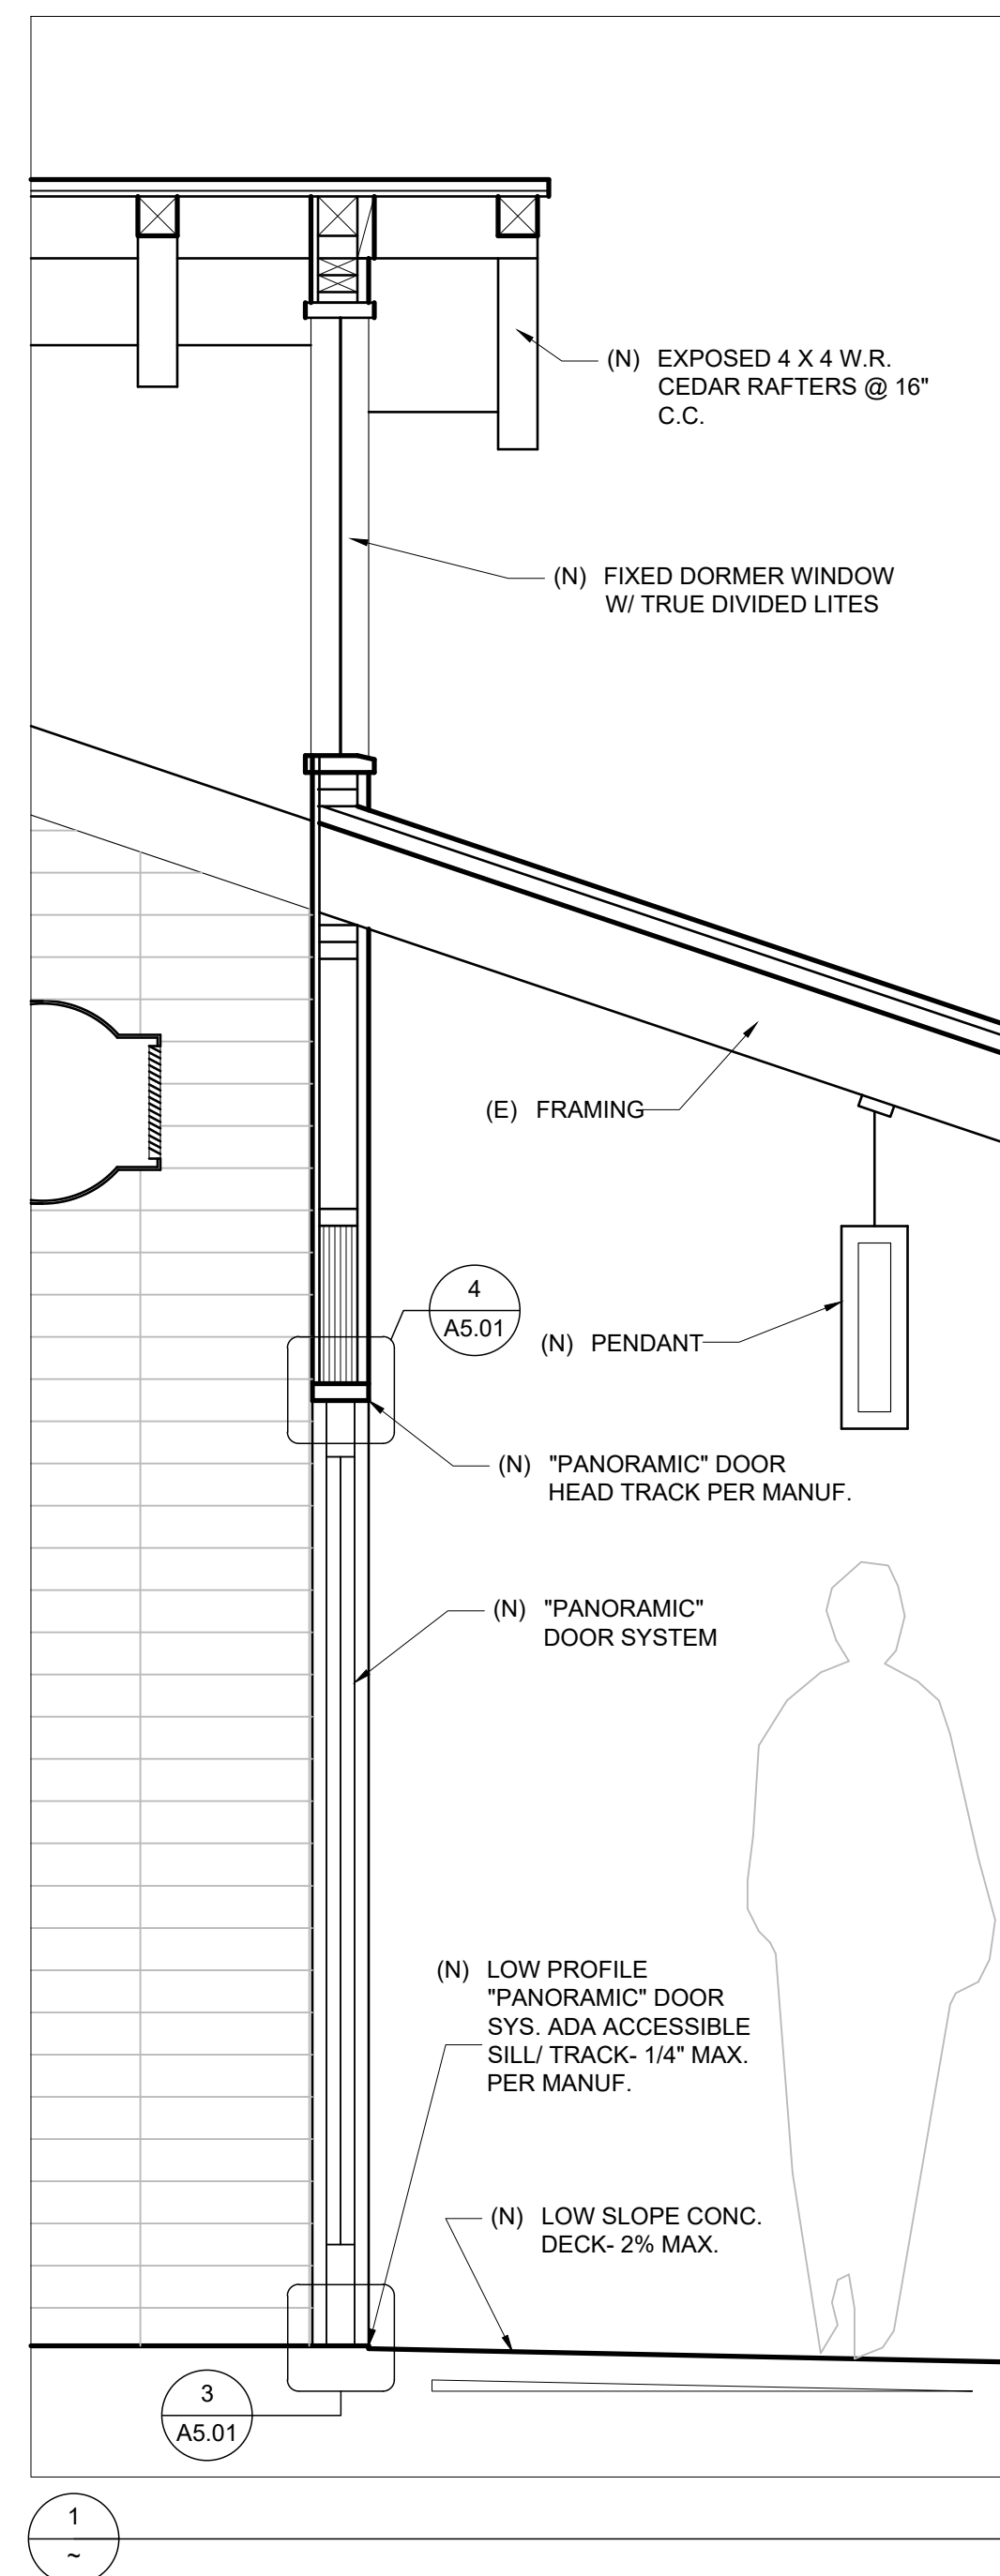 (N) EXPOSED 4 X 4 W.R.
CEDAR RAFTERS @ 16"
C.C.
(N) FIXED DORMER WINDOW
W/ TRUE DIVIDED LITES
(E) FRAMING
4
A5.01
(N) PENDANT
(N) "PANORAMIC" DOOR
HEAD TRACK PER MANUF.
(N) "PANORAMIC"
DOOR SYSTEM
(N) LOW PROFILE
"PANORAMIC" DOOR
SYS. ADA ACCESSIBLE
SILL/ TRACK- 1/4" MAX.
PER MANUF.
(N) LOW SLOPE CONC.
DECK- 2% MAX.
3
A5.01
1
~